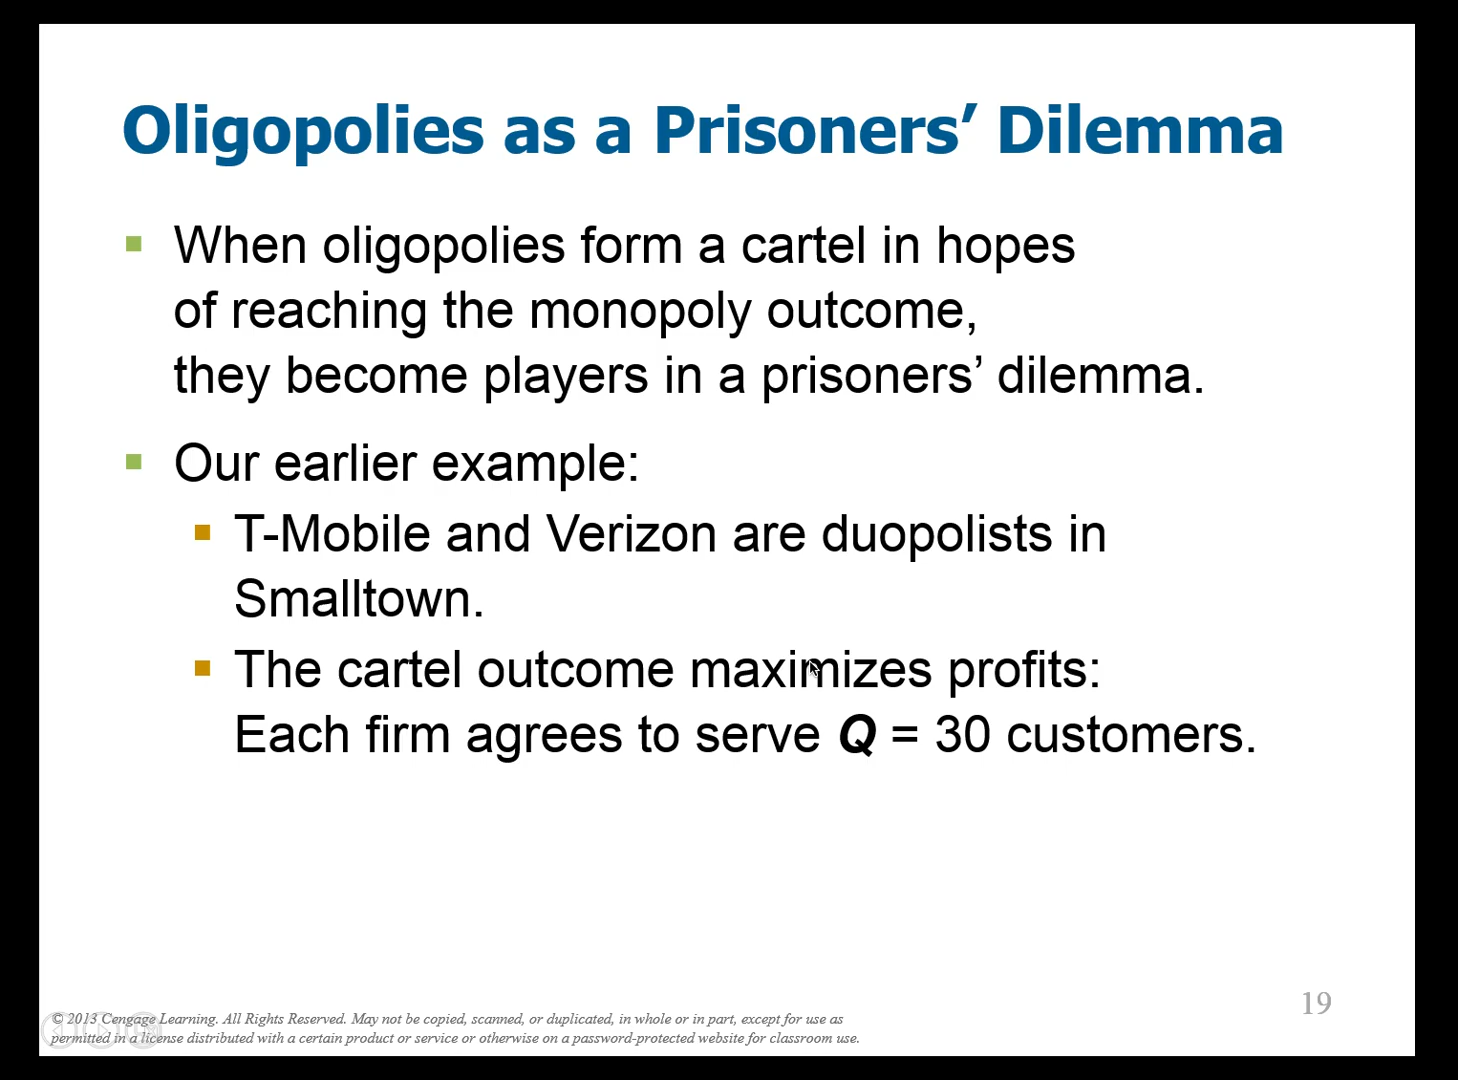 Oligopolies as a Prisoners’ Dilemma
When oligopolies form a cartel in hopes
of reaching the monopoly outcome,
they become players in a prisoners’ dilemma.
Our earlier example:
T-Mobile and Verizon are duopolists in
Smalltown.
The cartel outcome maximizes profits:
Each firm agrees to serve Q = 30 customers.
19
© 2013 Cengage Learning. All Rights Reserved. May not be copied, scanned, or duplicated, in whole or in part, except for use as
permitted in a license distributed with a certain product or service or otherwise on a password-protected website for classroom use.